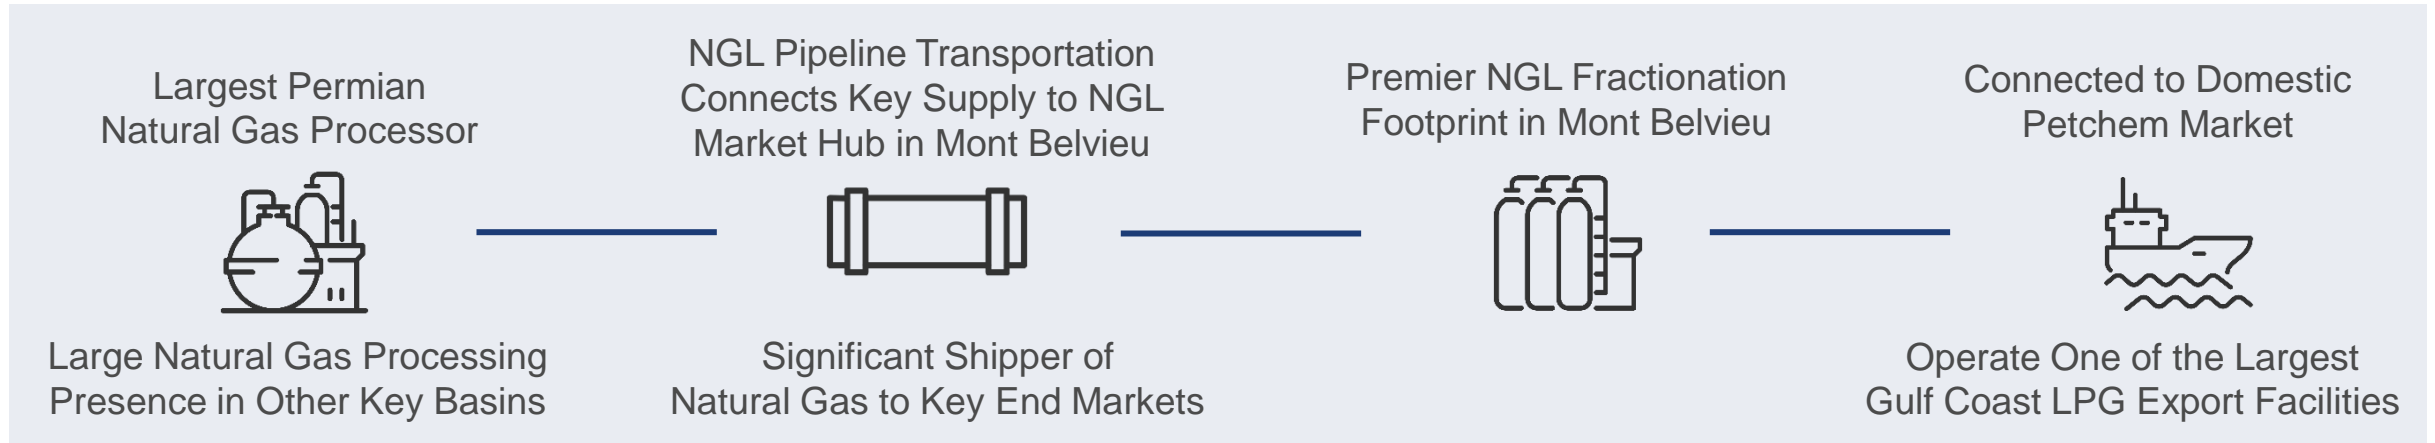 Largest Permian
Natural Gas Processor
Large Natural Gas Processing
Presence in Other Key Basins
NGL Pipeline Transportation
Connects Key Supply to NGL
Market Hub in Mont Belvieu
Significant Shipper of
Natural Gas to Key End Markets
Premier NGL Fractionation
Footprint in Mont Belvieu
Connected to Domestic
Petchem Market
Operate One of the Largest
Gulf Coast LPG Export Facilities